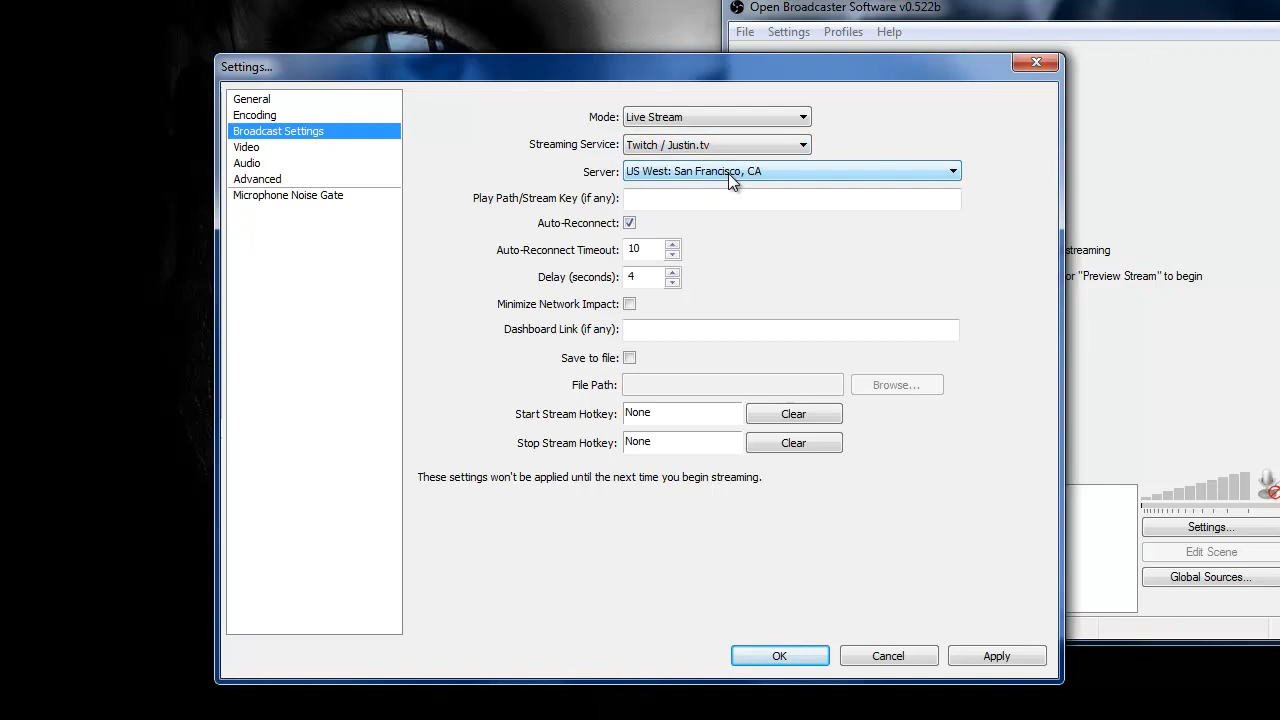 Open Broadcaster Software v0.522b
File Settings Profiles Help
Settings...
General
Encoding
Broadcast Settings
Video
Audio
Advanced
Microphone Noise Gate
Mode: Live Stream
Streaming Service: Twitch / Justin.tv
Server: US West: San Francisco, CA
Play Path/Stream Key (if any):
Auto-Reconnect:
Auto-Reconnect Timeout: 10
Delay (seconds): 4
Minimize Network Impact:
Dashboard Link (if any):
Save to file:
File Path: Browse...
Start Stream Hotkey: None Clear
Stop Stream Hotkey: None Clear
These settings won't be applied until the next time you begin streaming.
OK Cancel Apply
streaming
or "Preview Stream" to begin
Settings...
Edit Scene
Global Sources...